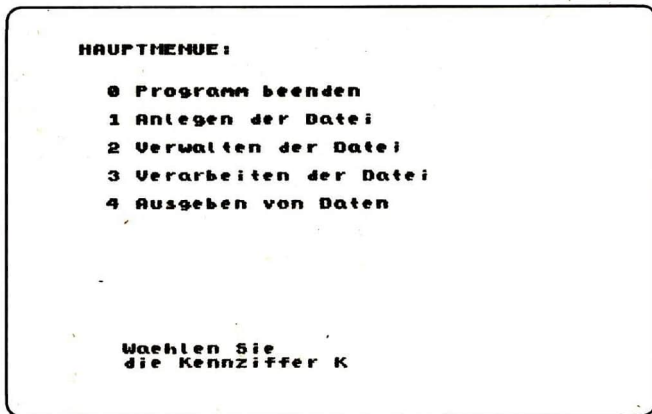 HAUPTMENUE:
0 Programm beenden
1 Anlegen der Datei
2 Verwalten der Datei
3 Verarbeiten der Datei
4 Ausgeben von Daten
Waehlen Sie
die Kennziffer K